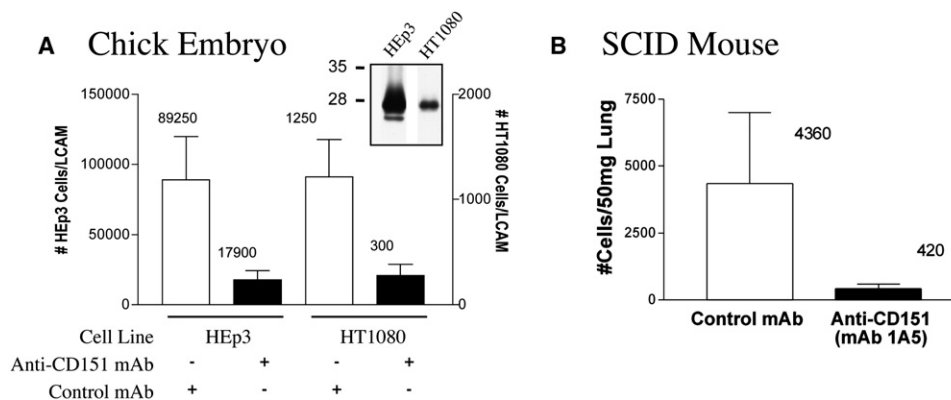 A Chick Embryo
HEp3 HT1080
35
28
150000
100000
50000
0
# HEp3 Cells/LCAM
89250
17900
1250
300
2000
1000
0
# HT1080 Cells/LCAM
Cell Line HEp3 HT1080
Anti-CD151 mAb - + - +
Control mAb + - + -
B SCID Mouse
7500
5000
2500
0
#Cells/50mg Lung
4360
420
Control mAb Anti-CD151
(mAb 1A5)